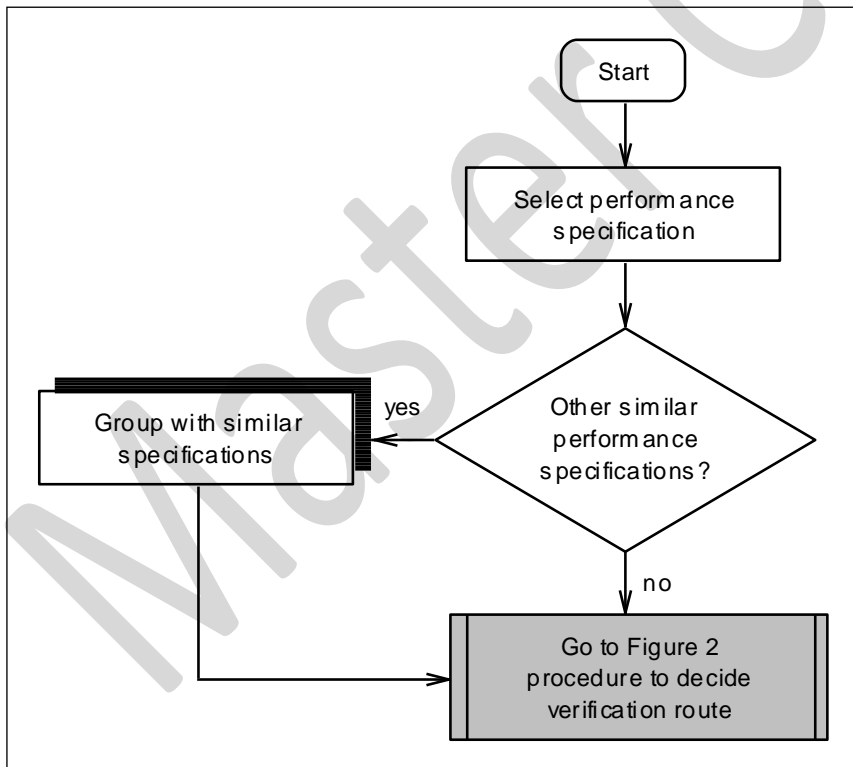 Start
Select performance
specification
Other similar
performance
specifications?
yes
Group with similar
specifications
no
Go to Figure 2
procedure to decide
verification route
Master C